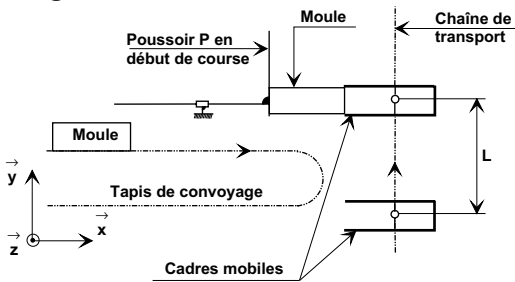 Moule
Chaîne de
transport
Poussoir P en
début de course
Moule
L
y
Tapis de convoyage
x
z
Cadres mobiles